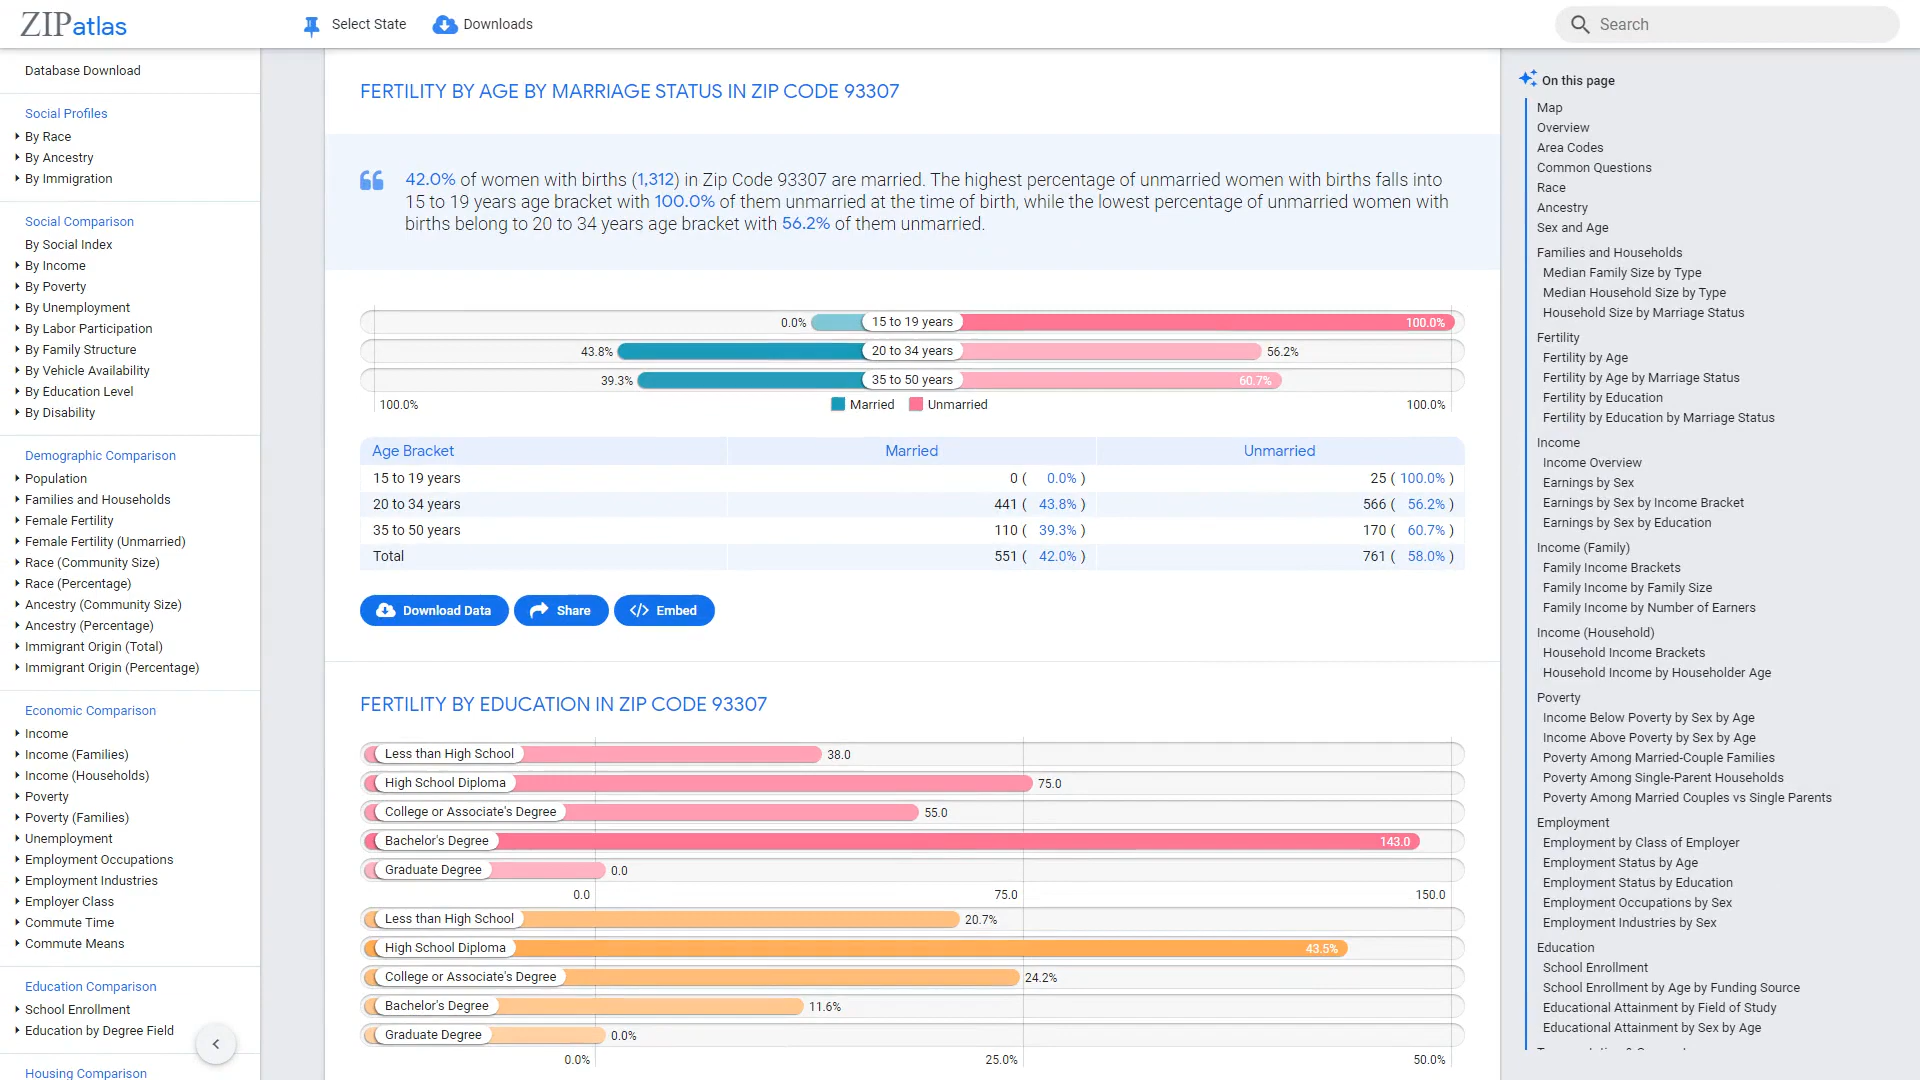 ZIPatlas
Select State
Downloads
Search
Database Download
Social Profiles
By Race
By Ancestry
By Immigration
Social Comparison
By Social Index
By Income
By Poverty
By Unemployment
By Labor Participation
By Family Structure
By Vehicle Availability
By Education Level
By Disability
Demographic Comparison
Population
Families and Households
Female Fertility
Female Fertility (Unmarried)
Race (Community Size)
Race (Percentage)
Ancestry (Community Size)
Ancestry (Percentage)
Immigrant Origin (Total)
Immigrant Origin (Percentage)
Economic Comparison
Income
Income (Families)
Income (Households)
Poverty
Poverty (Families)
Unemployment
Employment Occupations
Employment Industries
Employer Class
Commute Time
Commute Means
Education Comparison
School Enrollment
Education by Degree Field
Housing Comparison
FERTILITY BY AGE BY MARRIAGE STATUS IN ZIP CODE 93307
42.0% of women with births (1,312) in Zip Code 93307 are married. The highest percentage of unmarried women with births falls into
15 to 19 years age bracket with 100.0% of them unmarried at the time of birth, while the lowest percentage of unmarried women with
births belong to 20 to 34 years age bracket with 56.2% of them unmarried.
0.0% 15 to 19 years 100.0%
43.8% 20 to 34 years 56.2%
39.3% 35 to 50 years 60.7%
100.0% Married Unmarried 100.0%
Age Bracket Married Unmarried
15 to 19 years 0 ( 0.0% ) 25 ( 100.0% )
20 to 34 years 441 ( 43.8% ) 566 ( 56.2% )
35 to 50 years 110 ( 39.3% ) 170 ( 60.7% )
Total 551 ( 42.0% ) 761 ( 58.0% )
Download Data Share Embed
FERTILITY BY EDUCATION IN ZIP CODE 93307
Less than High School 38.0
High School Diploma 75.0
College or Associate's Degree 55.0
Bachelor's Degree 143.0
Graduate Degree 0.0
0.0 75.0 150.0
Less than High School 20.7%
High School Diploma 43.5%
College or Associate's Degree 24.2%
Bachelor's Degree 11.6%
Graduate Degree 0.0%
0.0% 25.0% 50.0%
On this page
Map
Overview
Area Codes
Common Questions
Race
Ancestry
Sex and Age
Families and Households
Median Family Size by Type
Median Household Size by Type
Household Size by Marriage Status
Fertility
Fertility by Age
Fertility by Age by Marriage Status
Fertility by Education
Fertility by Education by Marriage Status
Income
Income Overview
Earnings by Sex
Earnings by Sex by Income Bracket
Earnings by Sex by Education
Income (Family)
Family Income Brackets
Family Income by Family Size
Family Income by Number of Earners
Income (Household)
Household Income Brackets
Household Income by Householder Age
Poverty
Income Below Poverty by Sex by Age
Income Above Poverty by Sex by Age
Poverty Among Married-Couple Families
Poverty Among Single-Parent Households
Poverty Among Married Couples vs Single Parents
Employment
Employment by Class of Employer
Employment Status by Age
Employment Status by Education
Employment Occupations by Sex
Employment Industries by Sex
Education
School Enrollment
School Enrollment by Age by Funding Source
Educational Attainment by Field of Study
Educational Attainment by Sex by Age